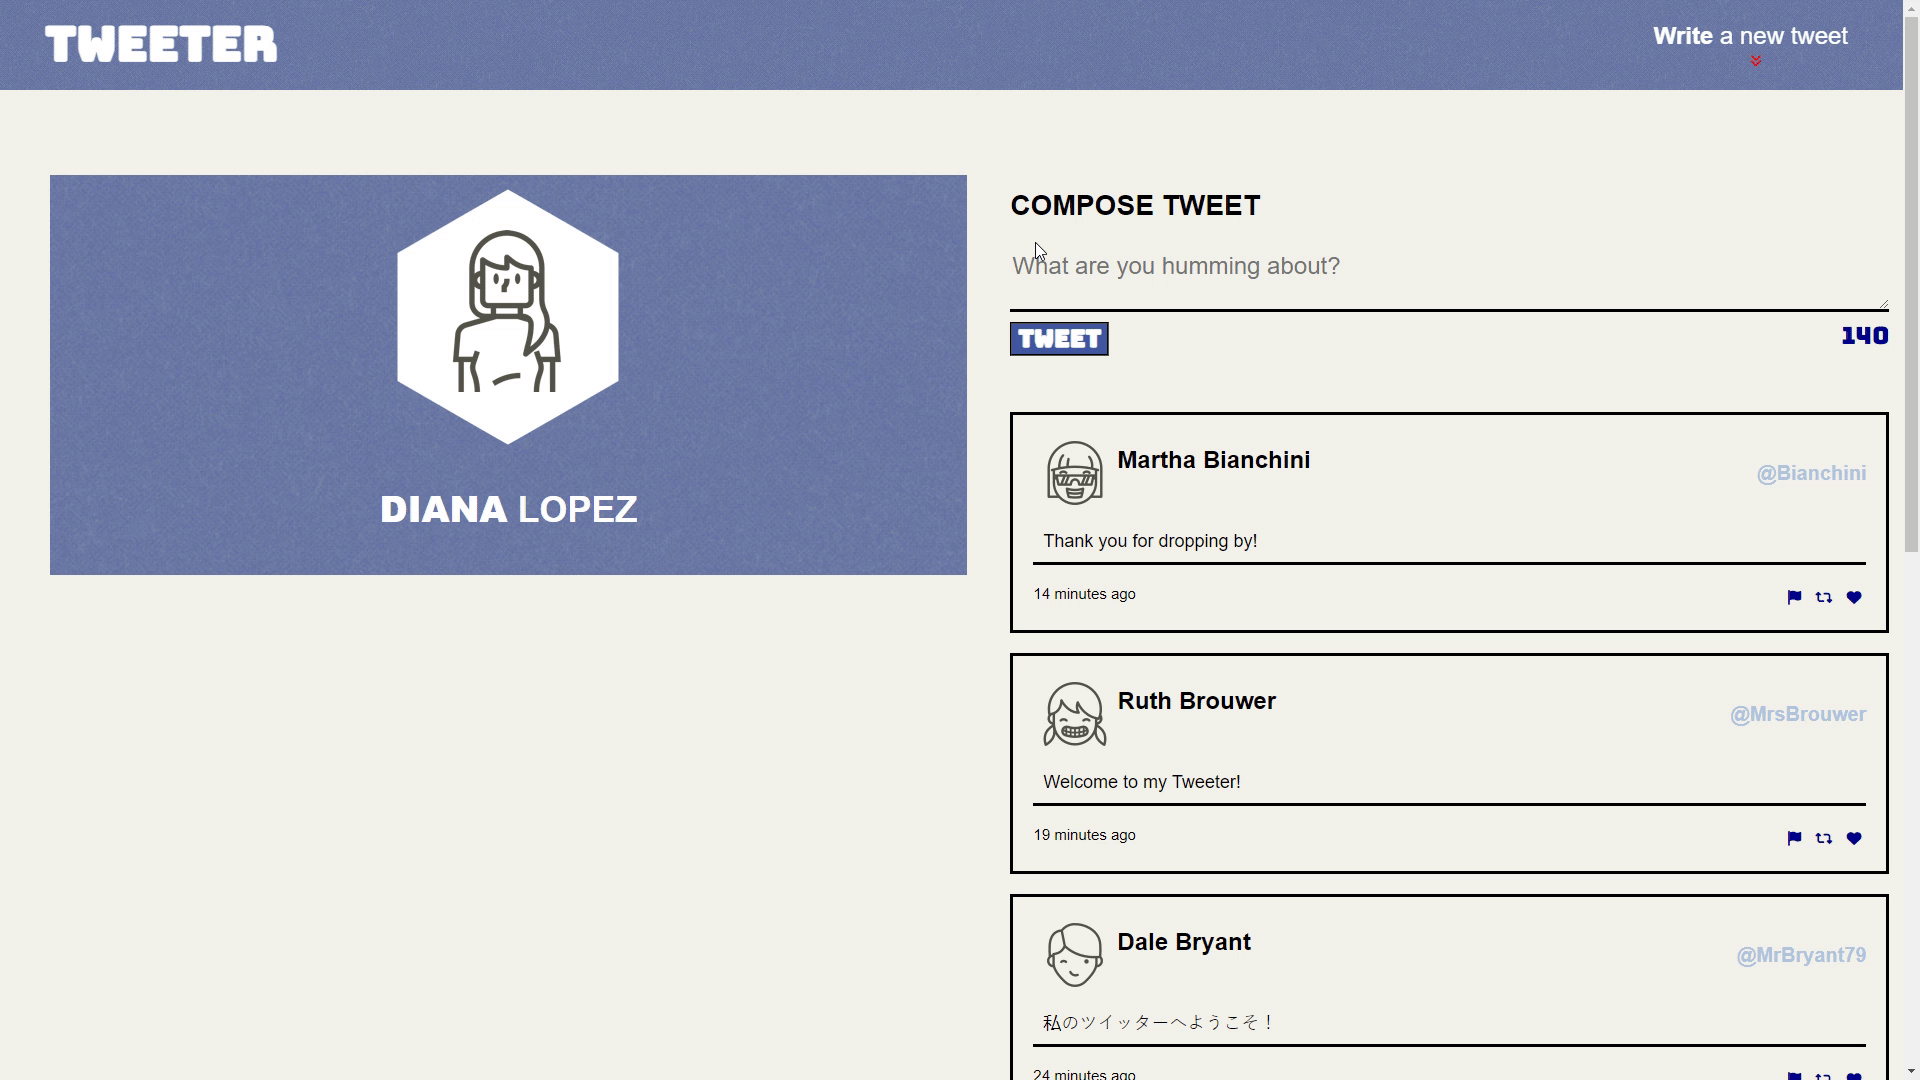 TWEETER
Write a new tweet
DIANA LOPEZ
COMPOSE TWEET
What are you humming about?
TWEET
140
Martha Bianchini
@Bianchini
Thank you for dropping by!
14 minutes ago
Ruth Brouwer
@MrsBrouwer
Welcome to my Tweeter!
19 minutes ago
Dale Bryant
@MrBryant79
私のツイッターへようこそ！
24 minutes ago